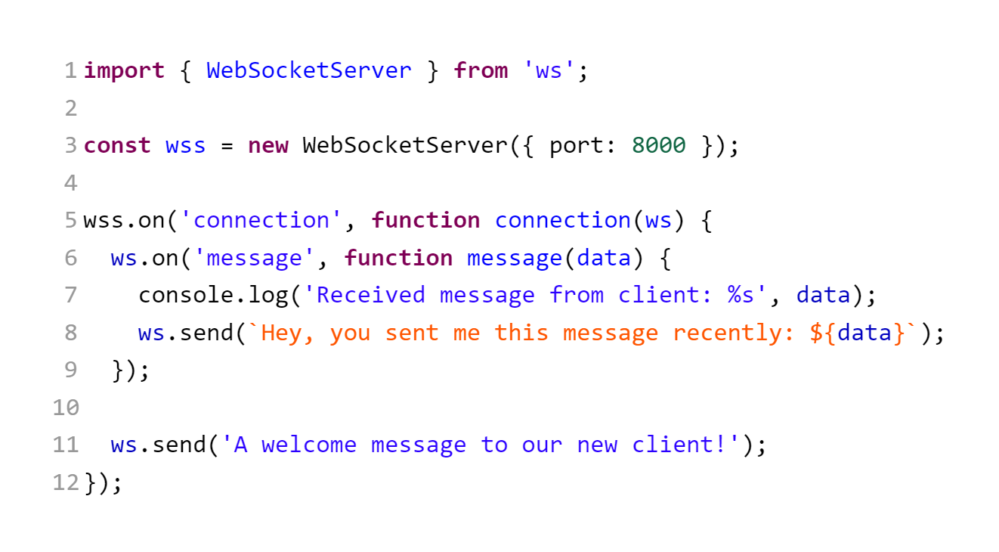 1 import { WebSocketServer } from 'ws';
2
3 const wss = new WebSocketServer({ port: 8000 });
4
5 wss.on('connection', function connection(ws) {
6   ws.on('message', function message(data) {
7     console.log('Received message from client: %s', data);
8     ws.send(`Hey, you sent me this message recently: ${data}`);
9   });
10
11   ws.send('A welcome message to our new client!');
12 });